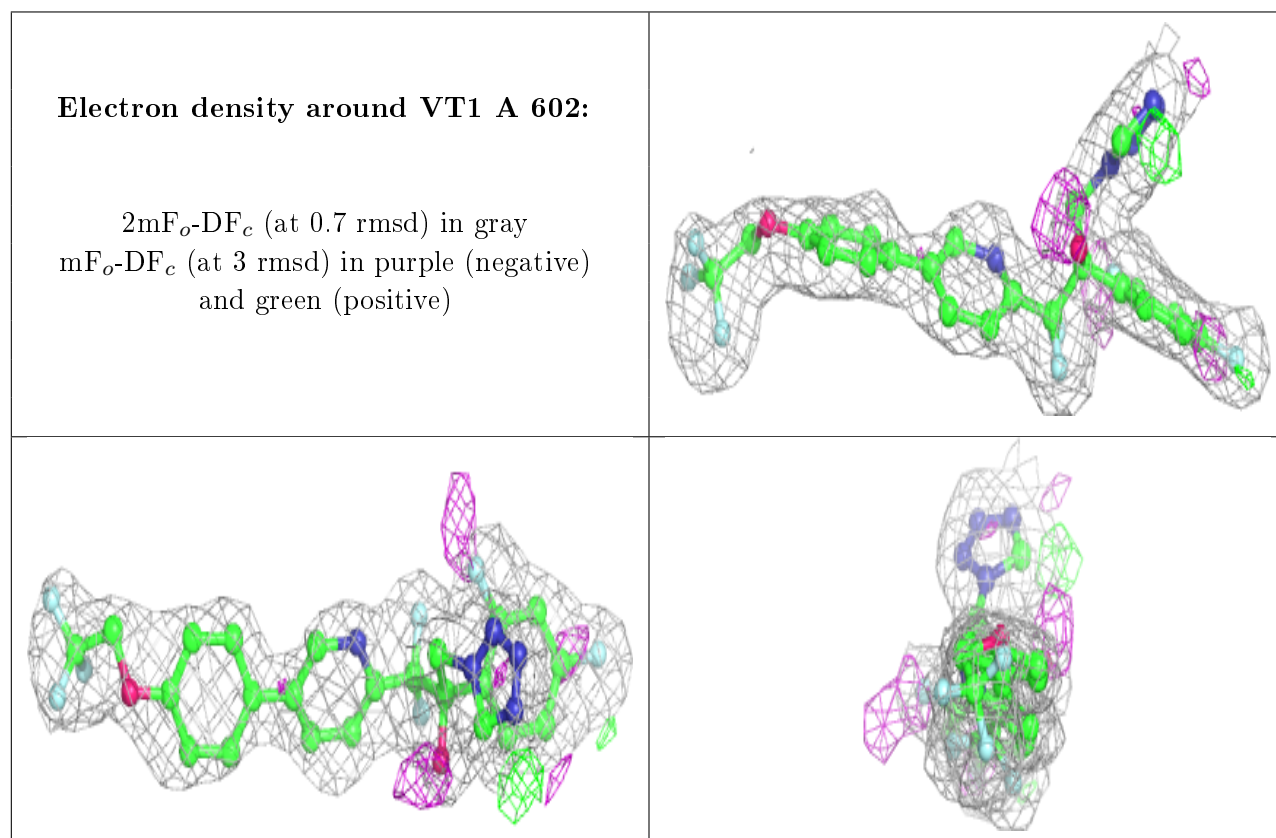 Electron density around VT1 A 602:
2mFₒ-DF𝒸 (at 0.7 rmsd) in gray
mFₒ-DF𝒸 (at 3 rmsd) in purple (negative)
and green (positive)